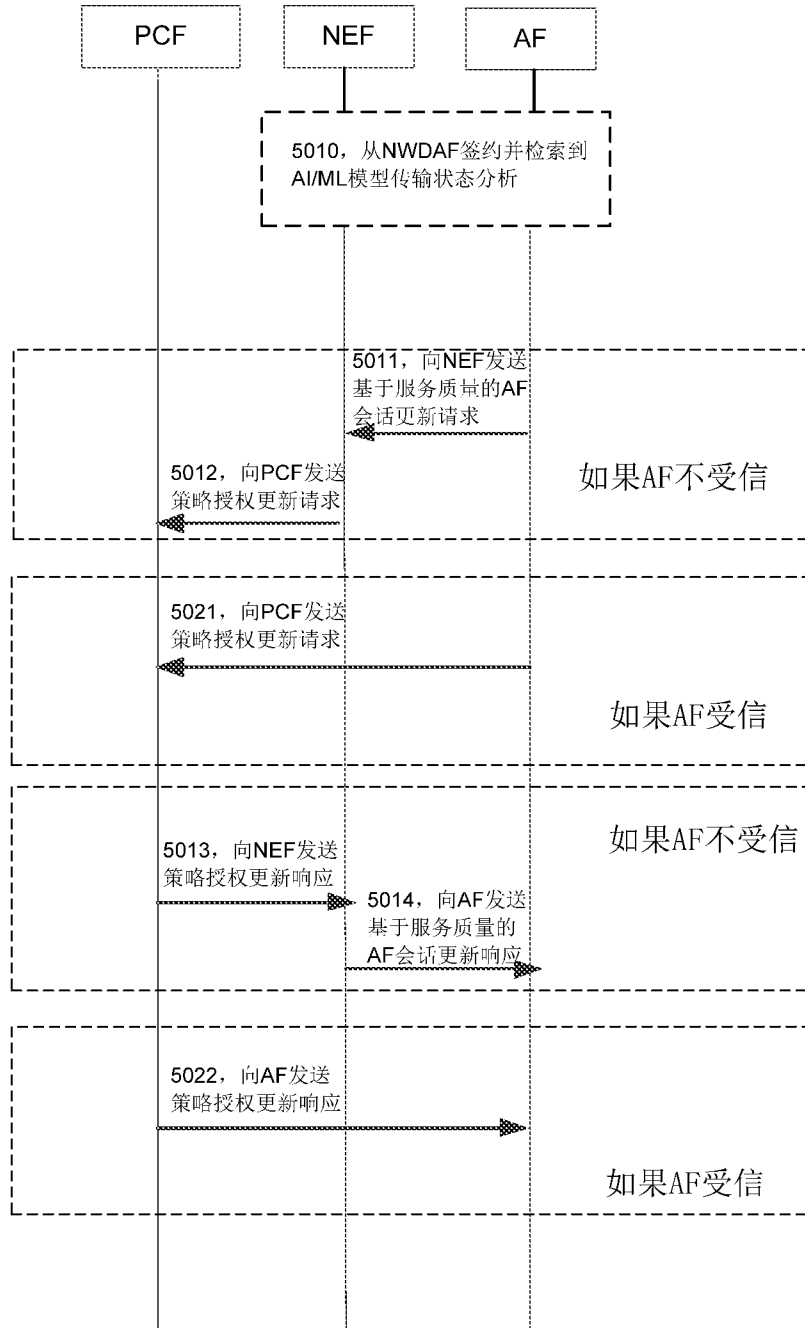 PCF
NEF
AF
5010，从NWDAF签约并检索到
AI/ML模型传输状态分析
5011，向NEF发送
基于服务质量的AF
会话更新请求
5012，向PCF发送
策略授权更新请求
如果AF不受信
5021，向PCF发送
策略授权更新请求
如果AF受信
如果AF不受信
5013，向NEF发送
策略授权更新响应
5014，向AF发送
基于服务质量的
AF会话更新响应
5022，向AF发送
策略授权更新响应
如果AF受信